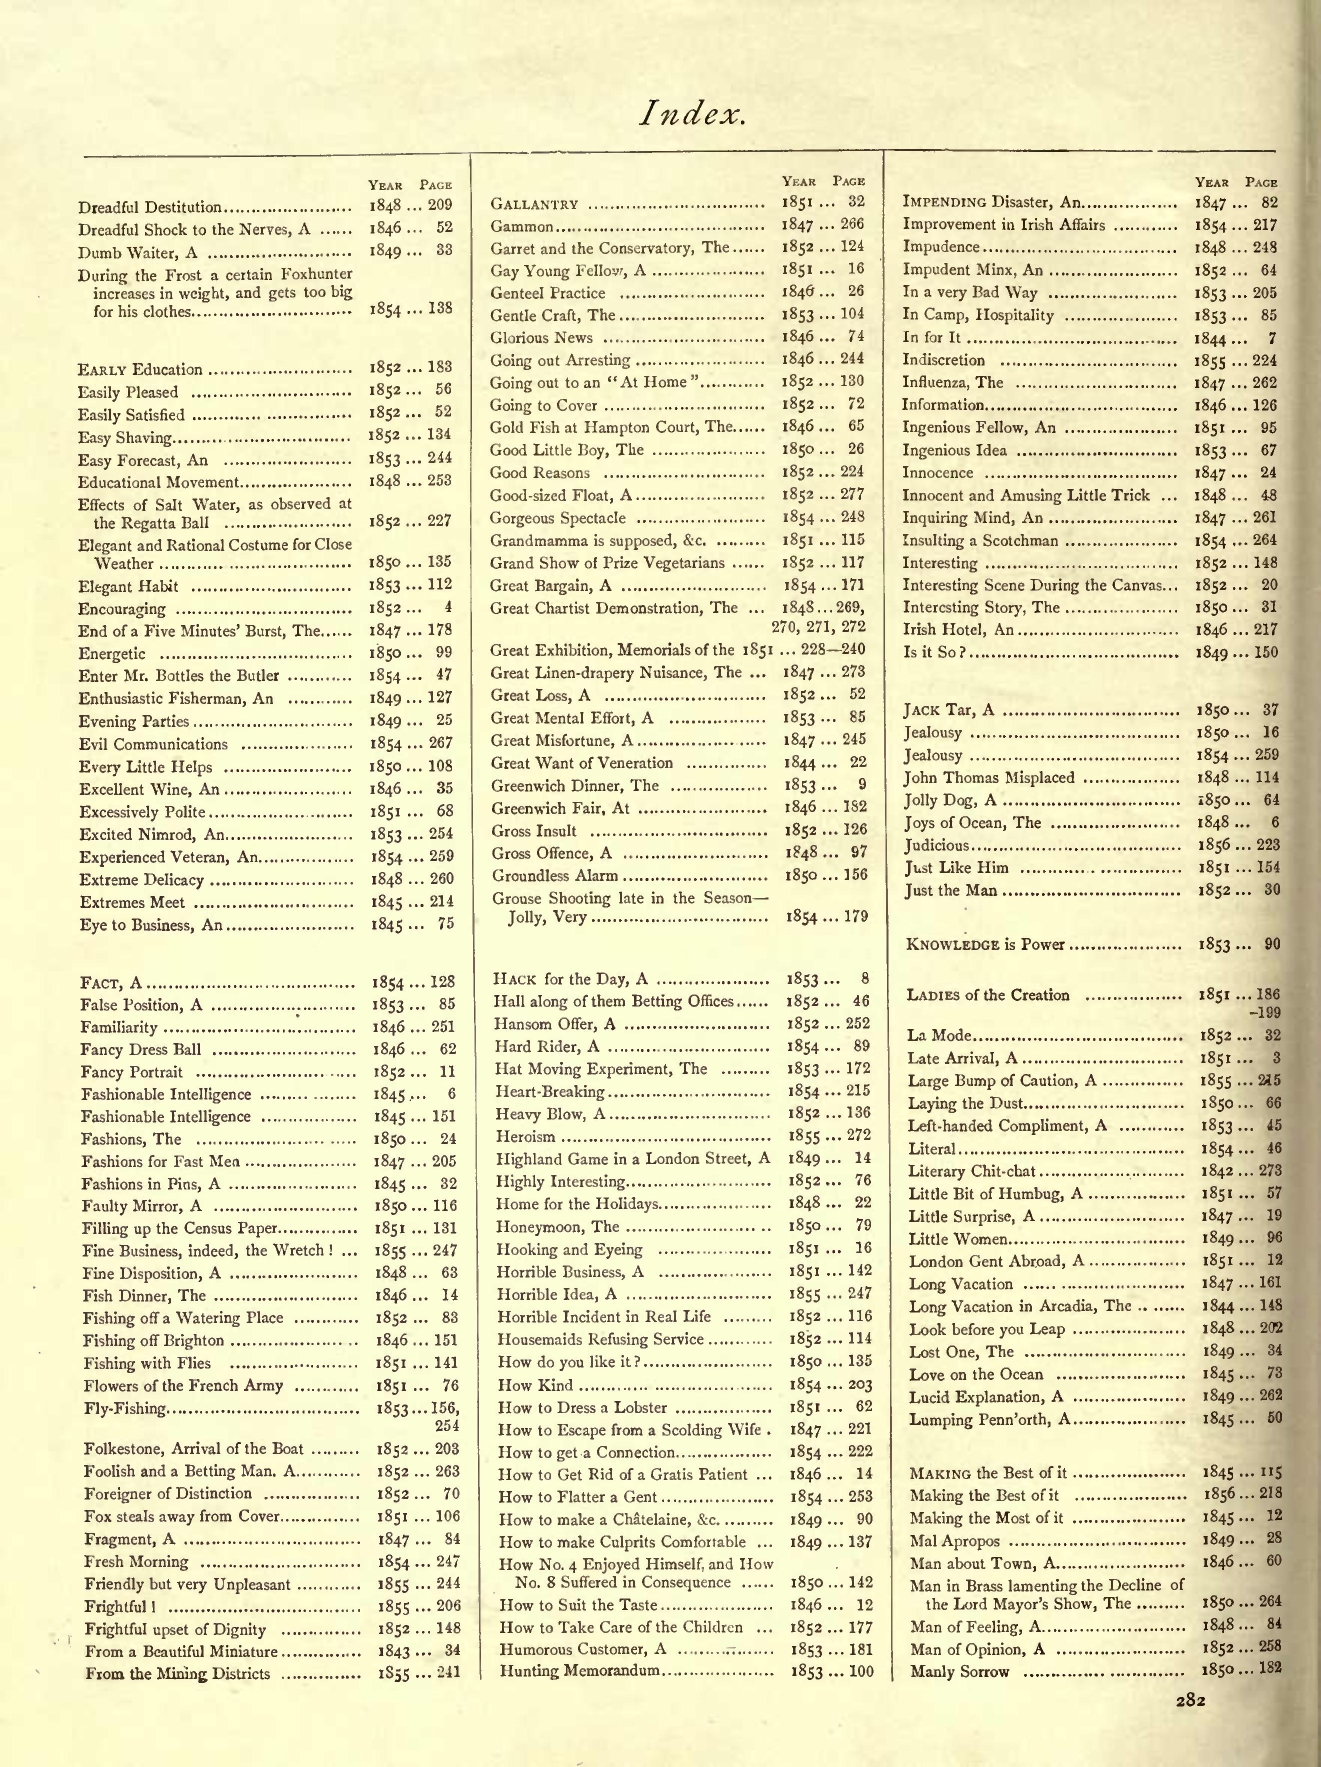 Index.
YEAR PAGE
Dreadful Destitution........................ 1848 ... 209
Dreadful Shock to the Nerves, A ...... 1846 ... 52
Dumb Waiter, A .......................... 1849 ... 33
During the Frost a certain Foxhunter
increases in weight, and gets too big
for his clothes............................. 1854 ... 138
EARLY Education .......................... 1852 ... 183
Easily Pleased ............................. 1852 ... 56
Easily Satisfied ............................. 1852 ... 52
Easy Shaving................................ 1852 ... 134
Easy Forecast, An ....................... 1853 ... 244
Educational Movement.................... 1848 ... 253
Effects of Salt Water, as observed at
the Regatta Ball ....................... 1852 ... 227
Elegant and Rational Costume for Close
Weather ................................... 1850 ... 135
Elegant Habit ............................. 1853 ... 112
Encouraging ................................ 1852 ... 4
End of a Five Minutes' Burst, The...... 1847 ... 178
Energetic ................................... 1850 ... 99
Enter Mr. Bottles the Butler ............ 1854 ... 47
Enthusiastic Fisherman, An ............ 1849 ... 127
Evening Parties ............................. 1849 ... 25
Evil Communications .................... 1854 ... 267
Every Little Helps ....................... 1850 ... 108
Excellent Wine, An ....................... 1846 ... 35
Excessively Polite.......................... 1851 ... 68
Excited Nimrod, An....................... 1853 ... 254
Experienced Veteran, An................. 1854 ... 259
Extreme Delicacy .......................... 1848 ... 260
Extremes Meet ............................. 1845 ... 214
Eye to Business, An....................... 1845 ... 75
FACT, A ...................................... 1854 ... 128
False Position, A .......................... 1853 ... 85
Familiarity ................................... 1846 ... 251
Fancy Dress Ball .......................... 1846 ... 62
Fancy Portrait ............................. 1852 ... 11
Fashionable Intelligence ................. 1845 ... 6
Fashionable Intelligence ................. 1845 ... 151
Fashions, The ............................. 1850 ... 24
Fashions for Fast Men .................... 1847 ... 205
Fashions in Pins, A ....................... 1845 ... 32
Faulty Mirror, A .......................... 1850 ... 116
Filling up the Census Paper.............. 1851 ... 131
Fine Business, indeed, the Wretch ! ... 1855 ... 247
Fine Disposition, A ....................... 1848 ... 63
Fish Dinner, The .......................... 1846 ... 14
Fishing off a Watering Place ............ 1852 ... 83
Fishing off Brighton ....................... 1846 ... 151
Fishing with Flies ....................... 1851 ... 141
Flowers of the French Army ............ 1851 ... 76
Fly-Fishing................................... 1853 ... 156,
254
Folkestone, Arrival of the Boat ......... 1852 ... 203
Foolish and a Betting Man. A............ 1852 ... 263
Foreigner of Distinction ................. 1852 ... 70
Fox steals away from Cover.............. 1851 ... 106
Fragment, A ................................ 1847 ... 84
Fresh Morning ............................. 1854 ... 247
Friendly but very Unpleasant ............ 1855 ... 244
Frightful ! ................................... 1855 ... 206
Frightful upset of Dignity ............... 1852 ... 148
From a Beautiful Miniature............... 1843 ... 34
From the Mining Districts ............... 1855 ... 241
YEAR PAGE
GALLANTRY ................................ 1851 ... 32
Gammon...................................... 1847 ... 266
Garret and the Conservatory, The...... 1852 ... 124
Gay Young Fellow, A .................... 1851 ... 16
Genteel Practice .......................... 1846 ... 26
Gentle Craft, The .......................... 1853 ... 104
Glorious News ............................. 1846 ... 74
Going out Arresting ....................... 1846 ... 244
Going out to an "At Home"............ 1852 ... 130
Going to Cover ............................. 1852 ... 72
Gold Fish at Hampton Court, The...... 1846 ... 65
Good Little Boy, The .................... 1850 ... 26
Good Reasons ............................. 1852 ... 224
Good-sized Float, A ....................... 1852 ... 277
Gorgeous Spectacle ....................... 1854 ... 248
Grandmamma is supposed, &c. ......... 1851 ... 115
Grand Show of Prize Vegetarians ...... 1852 ... 117
Great Bargain, A .......................... 1854 ... 171
Great Chartist Demonstration, The ... 1848...269,
270, 271, 272
Great Exhibition, Memorials of the 1851 ... 228—240
Great Linen-drapery Nuisance, The ... 1847 ... 273
Great Loss, A ............................. 1852 ... 52
Great Mental Effort, A ................. 1853 ... 85
Great Misfortune, A....................... 1847 ... 245
Great Want of Veneration ............... 1844 ... 22
Greenwich Dinner, The ................. 1853 ... 9
Greenwich Fair, At ....................... 1846 ... 182
Gross Insult ................................ 1852 ... 126
Gross Offence, A .......................... 1848 ... 97
Groundless Alarm .......................... 1850 ... 156
Grouse Shooting late in the Season—
Jolly, Very................................ 1854 ... 179
HACK for the Day, A .................... 1853 ... 8
Hall along of them Betting Offices...... 1852 ... 46
Hansom Offer, A .......................... 1852 ... 252
Hard Rider, A ............................. 1854 ... 89
Hat Moving Experiment, The ......... 1853 ... 172
Heart-Breaking............................. 1854 ... 215
Heavy Blow, A............................. 1852 ... 136
Heroism ...................................... 1855 ... 272
Highland Game in a London Street, A 1849 ... 14
Highly Interesting.......................... 1852 ... 76
Home for the Holidays.................... 1848 ... 22
Honeymoon, The .......................... 1850 ... 79
Hooking and Eyeing .................... 1851 ... 16
Horrible Business, A .................... 1851 ... 142
Horrible Idea, A .......................... 1855 ... 247
Horrible Incident in Real Life ......... 1852 ... 116
Housemaids Refusing Service ............ 1852 ... 114
How do you like it ?....................... 1850 ... 135
How Kind ................................... 1854 ... 203
How to Dress a Lobster ................. 1851 ... 62
How to Escape from a Scolding Wife . 1847 ... 221
How to get a Connection................. 1854 ... 222
How to Get Rid of a Gratis Patient ... 1846 ... 14
How to Flatter a Gent .................... 1854 ... 253
How to make a Châtelaine, &c. ......... 1849 ... 90
How to make Culprits Comfortable ... 1849 ... 137
How No. 4 Enjoyed Himself, and How
No. 8 Suffered in Consequence ...... 1850 ... 142
How to Suit the Taste .................... 1846 ... 12
How to Take Care of the Children ... 1852 ... 177
Humorous Customer, A ................. 1853 ... 181
Hunting Memorandum.................... 1853 ... 100
YEAR PAGE
IMPENDING Disaster, An................. 1847 ... 82
Improvement in Irish Affairs ............ 1854 ... 217
Impudence ................................... 1848 ... 248
Impudent Minx, An ....................... 1852 ... 64
In a very Bad Way ....................... 1853 ... 205
In Camp, Hospitality .................... 1853 ... 85
In for It ...................................... 1844 ... 7
Indiscretion ................................ 1855 ... 224
Influenza, The ............................. 1847 ... 262
Information................................... 1846 ... 126
Ingenious Fellow, An .................... 1851 ... 95
Ingenious Idea ............................. 1853 ... 67
Innocence ................................... 1847 ... 24
Innocent and Amusing Little Trick ... 1848 ... 48
Inquiring Mind, An ....................... 1847 ... 261
Insulting a Scotchman .................... 1854 ... 264
Interesting ................................... 1852 ... 148
Interesting Scene During the Canvas... 1852 ... 20
Interesting Story, The .................... 1850 ... 31
Irish Hotel, An ............................. 1846 ... 217
Is it So ?...................................... 1849 ... 150
JACK Tar, A ................................ 1850 ... 37
Jealousy ...................................... 1850 ... 16
Jealousy ...................................... 1854 ... 259
John Thomas Misplaced ................. 1848 ... 114
Jolly Dog, A ................................ 1850 ... 64
Joys of Ocean, The ....................... 1848 ... 6
Judicious...................................... 1856 ... 223
Just Like Him ............................. 1851 ... 154
Just the Man ................................ 1852 ... 30
KNOWLEDGE is Power .................... 1853 ... 90
LADIES of the Creation ................. 1851 ... 186
–199
La Mode...................................... 1852 ... 32
Late Arrival, A ............................. 1851 ... 3
Large Bump of Caution, A ............... 1855 ... 215
Laying the Dust............................. 1850 ... 66
Left-handed Compliment, A ............ 1853 ... 45
Literal......................................... 1854 ... 46
Literary Chit-chat .......................... 1842 ... 273
Little Bit of Humbug, A ................. 1851 ... 57
Little Surprise, A .......................... 1847 ... 19
Little Women................................ 1849 ... 96
London Gent Abroad, A ................. 1851 ... 12
Long Vacation ............................. 1847 ... 161
Long Vacation in Arcadia, The ........ 1844 ... 148
Look before you Leap .................... 1848 ... 202
Lost One, The ............................. 1849 ... 34
Love on the Ocean ....................... 1845 ... 73
Lucid Explanation, A .................... 1849 ... 262
Lumping Penn'orth, A.................... 1845 ... 50
MAKING the Best of it .................... 1845 ... 115
Making the Best of it .................... 1856 ... 218
Making the Most of it .................... 1845 ... 12
Mal Apropos ................................ 1849 ... 28
Man about Town, A....................... 1846 ... 60
Man in Brass lamenting the Decline of
the Lord Mayor's Show, The ......... 1850 ... 264
Man of Feeling, A.......................... 1848 ... 84
Man of Opinion, A ....................... 1852 ... 258
Manly Sorrow ............................. 1850 ... 182
282